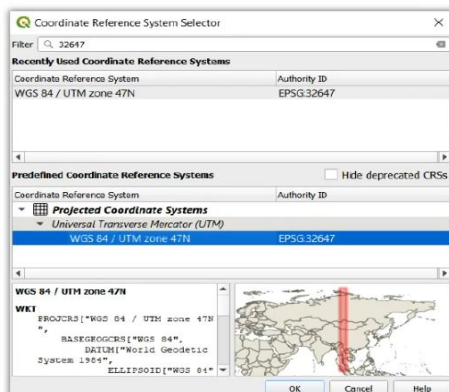 Coordinate Reference System Selector
Filter 32647
Recently Used Coordinate Reference Systems
Coordinate Reference System Authority ID
WGS 84 / UTM zone 47N EPSG:32647
Predefined Coordinate Reference Systems Hide deprecated CRSs
Coordinate Reference System Authority ID
Projected Coordinate Systems
Universal Transverse Mercator (UTM)
WGS 84 / UTM zone 47N EPSG:32647
WGS 84 / UTM zone 47N
WKT
PROJCRS["WGS 84 / UTM zone 47N
",
BASEGEOGCRS["WGS 84",
DATUM["World Geodetic
System 1984",
ELLIPSOID["WGS 84"
OK Cancel Help